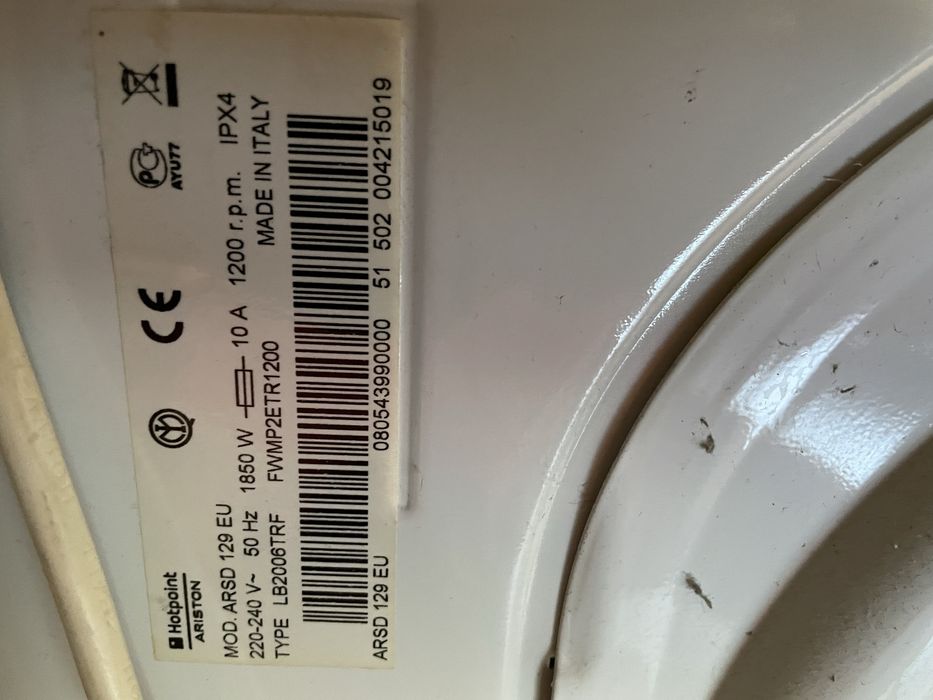 Hotpoint
ARISTON
AYU77
MOD. ARSD 129 EU
220-240 V~ 50 Hz 1850 W 10 A 1200 r.p.m. IPX4
TYPE LB2006TRF FWMP2ETR1200 MADE IN ITALY
080543990000 51 502 004215019
ARSD 129 EU